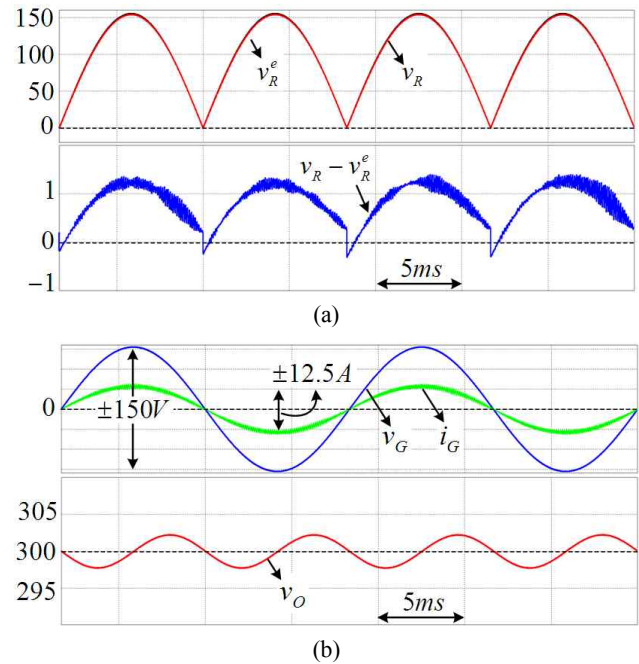 150
100
50
0
v_R^e
v_R
1
0
−1
v_R − v_R^e
5ms
(a)
0
±150V
±12.5A
v_G
i_G
305
300
295
v_O
5ms
(b)